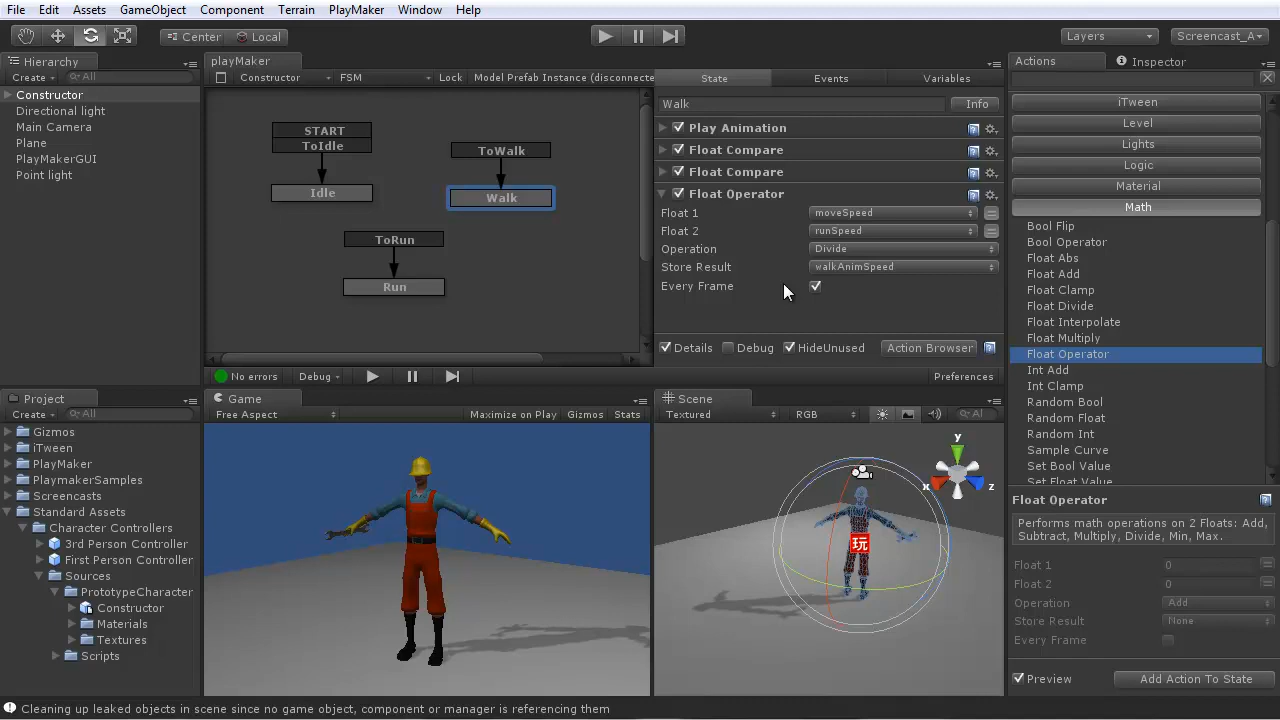 File Edit Assets GameObject Component Terrain PlayMaker Window Help
Center Local Layers Screencast_A
Hierarchy
Create All
Constructor
Directional light
Main Camera
Plane
PlayMakerGUI
Point light
playMaker
Constructor FSM Lock Model Prefab Instance (disconnecte
START
ToIdle
Idle
ToWalk
Walk
ToRun
Run
No errors Debug Preferences
State Events Variables
Walk Info
Play Animation
Float Compare
Float Compare
Float Operator
Float 1 moveSpeed
Float 2 runSpeed
Operation Divide
Store Result walkAnimSpeed
Every Frame
Details Debug HideUnused Action Browser
Actions Inspector
iTween
Level
Lights
Logic
Material
Math
Bool Flip
Bool Operator
Float Abs
Float Add
Float Clamp
Float Divide
Float Interpolate
Float Multiply
Float Operator
Int Add
Int Clamp
Random Bool
Random Float
Random Int
Sample Curve
Set Bool Value
Set Float Value
Float Operator
Performs math operations on 2 Floats: Add,
Subtract, Multiply, Divide, Min, Max.
Float 1 0
Float 2 0
Operation Add
Store Result None
Every Frame
Preview Add Action To State
Project
Create All
Gizmos
iTween
PlayMaker
PlaymakerSamples
Screencasts
Standard Assets
Character Controllers
3rd Person Controller
First Person Controller
Sources
PrototypeCharacter
Constructor
Materials
Textures
Scripts
Game
Free Aspect Maximize on Play Gizmos Stats
Scene
Textured RGB Al
y
x z
玩
Cleaning up leaked objects in scene since no game object, component or manager is referencing them